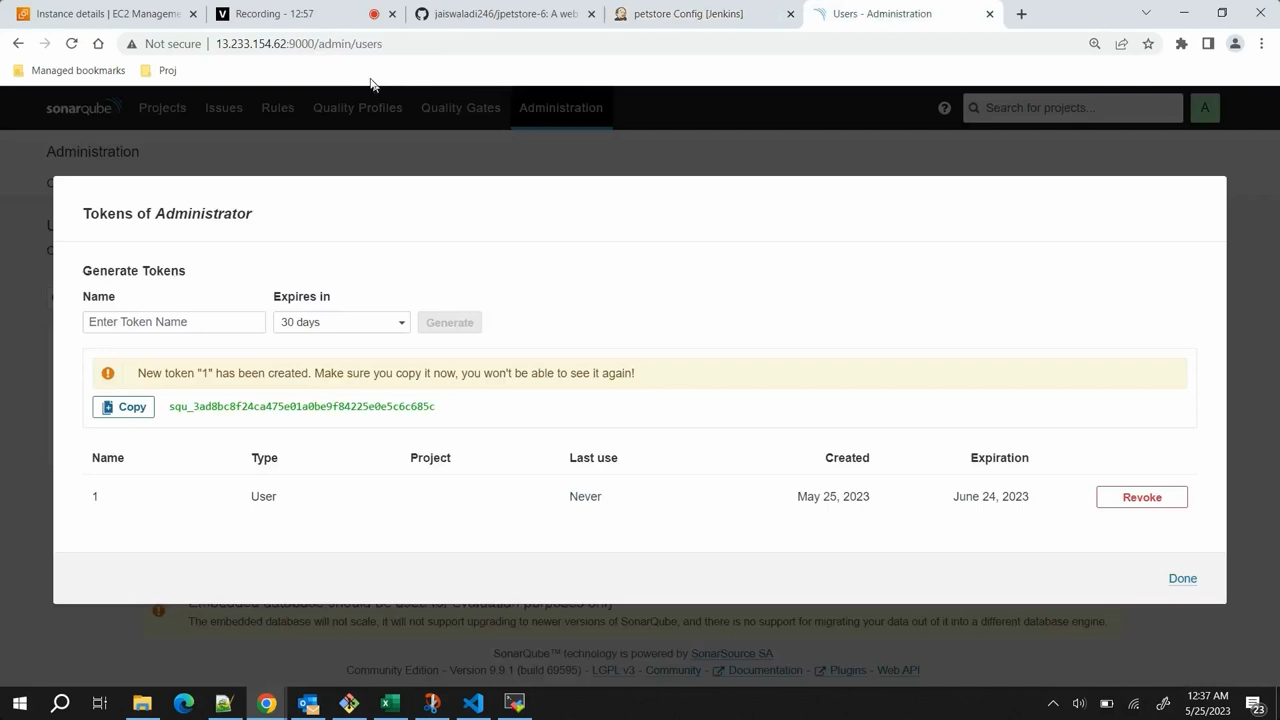 Instance details | EC2 Manageme
Recording - 12:57
jaiswaladi246/jpetstore-6: A web
petstore Config [Jenkins]
Users - Administration
Not secure
13.233.154.62:9000/admin/users
Managed bookmarks
Proj
sonarqube
Projects
Issues
Rules
Quality Profiles
Quality Gates
Administration
Search for projects...
A
Administration
Tokens of Administrator
Generate Tokens
Name
Expires in
Enter Token Name
30 days
Generate
New token "1" has been created. Make sure you copy it now, you won't be able to see it again!
Copy
squ_3ad8bc8f24ca475e01a0be9f84225e0e5c6c685c
Name Type Project Last use Created Expiration
1 User Never May 25, 2023 June 24, 2023 Revoke
Done
Embedded database should be used for evaluation purposes only
The embedded database will not scale, it will not support upgrading to newer versions of SonarQube, and there is no support for migrating your data out of it into a different database engine.
SonarQube™ technology is powered by SonarSource SA
Community Edition - Version 9.9.1 (build 69595) - LGPL v3 - Community - Documentation - Plugins - Web API
12:37 AM
5/25/2023
23